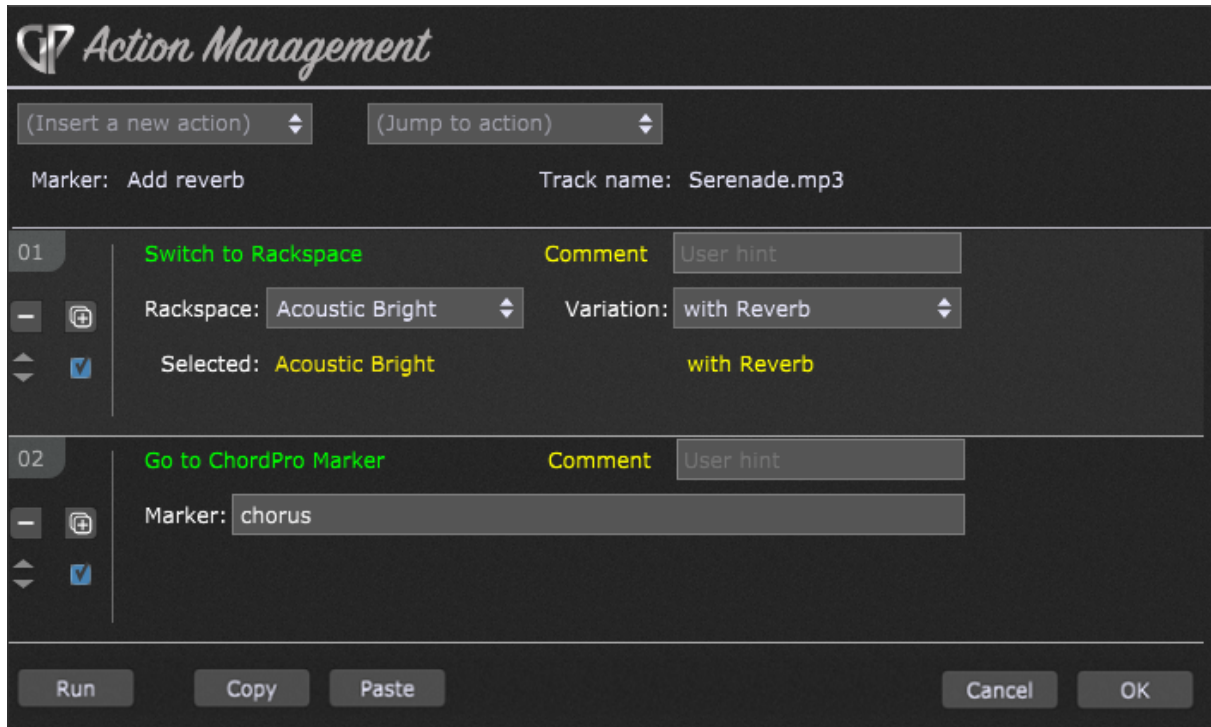 GP Action Management
(Insert a new action) (Jump to action)
Marker: Add reverb Track name: Serenade.mp3
01 Switch to Rackspace Comment User hint
Rackspace: Acoustic Bright Variation: with Reverb
Selected: Acoustic Bright with Reverb
02 Go to ChordPro Marker Comment User hint
Marker: chorus
Run Copy Paste Cancel OK